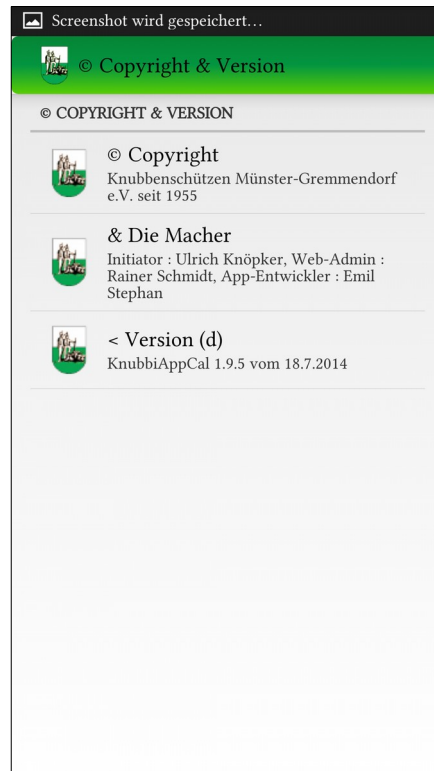 Screenshot wird gespeichert…
© Copyright & Version
© COPYRIGHT & VERSION
© Copyright
Knubbenschützen Münster-Gremmendorf
e.V. seit 1955
& Die Macher
Initiator : Ulrich Knöpker, Web-Admin :
Rainer Schmidt, App-Entwickler : Emil
Stephan
< Version (d)
KnubbiAppCal 1.9.5 vom 18.7.2014